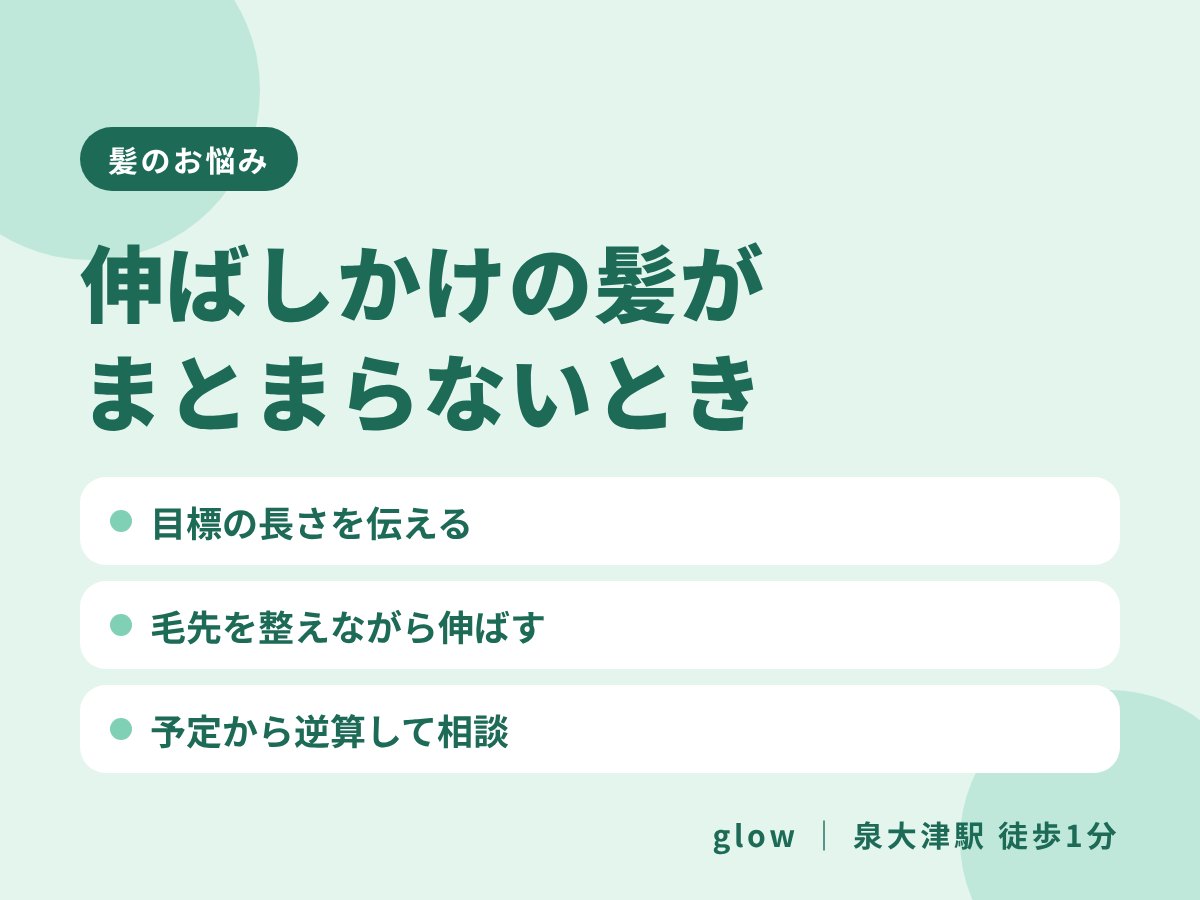 髪のお悩み
伸ばしかけの髪が
まとまらないとき
目標の長さを伝える
毛先を整えながら伸ばす
予定から逆算して相談
glow ｜ 泉大津駅 徒歩1分